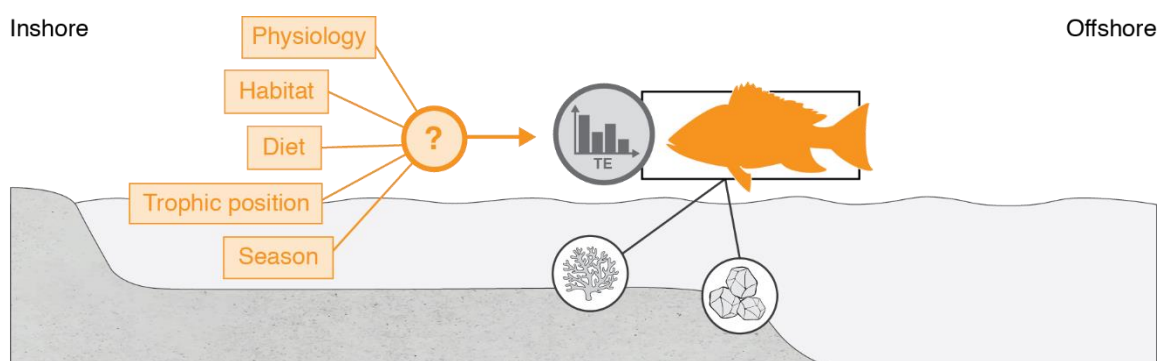 Inshore
Offshore
Physiology
Habitat
Diet
Trophic position
Season
?
TE